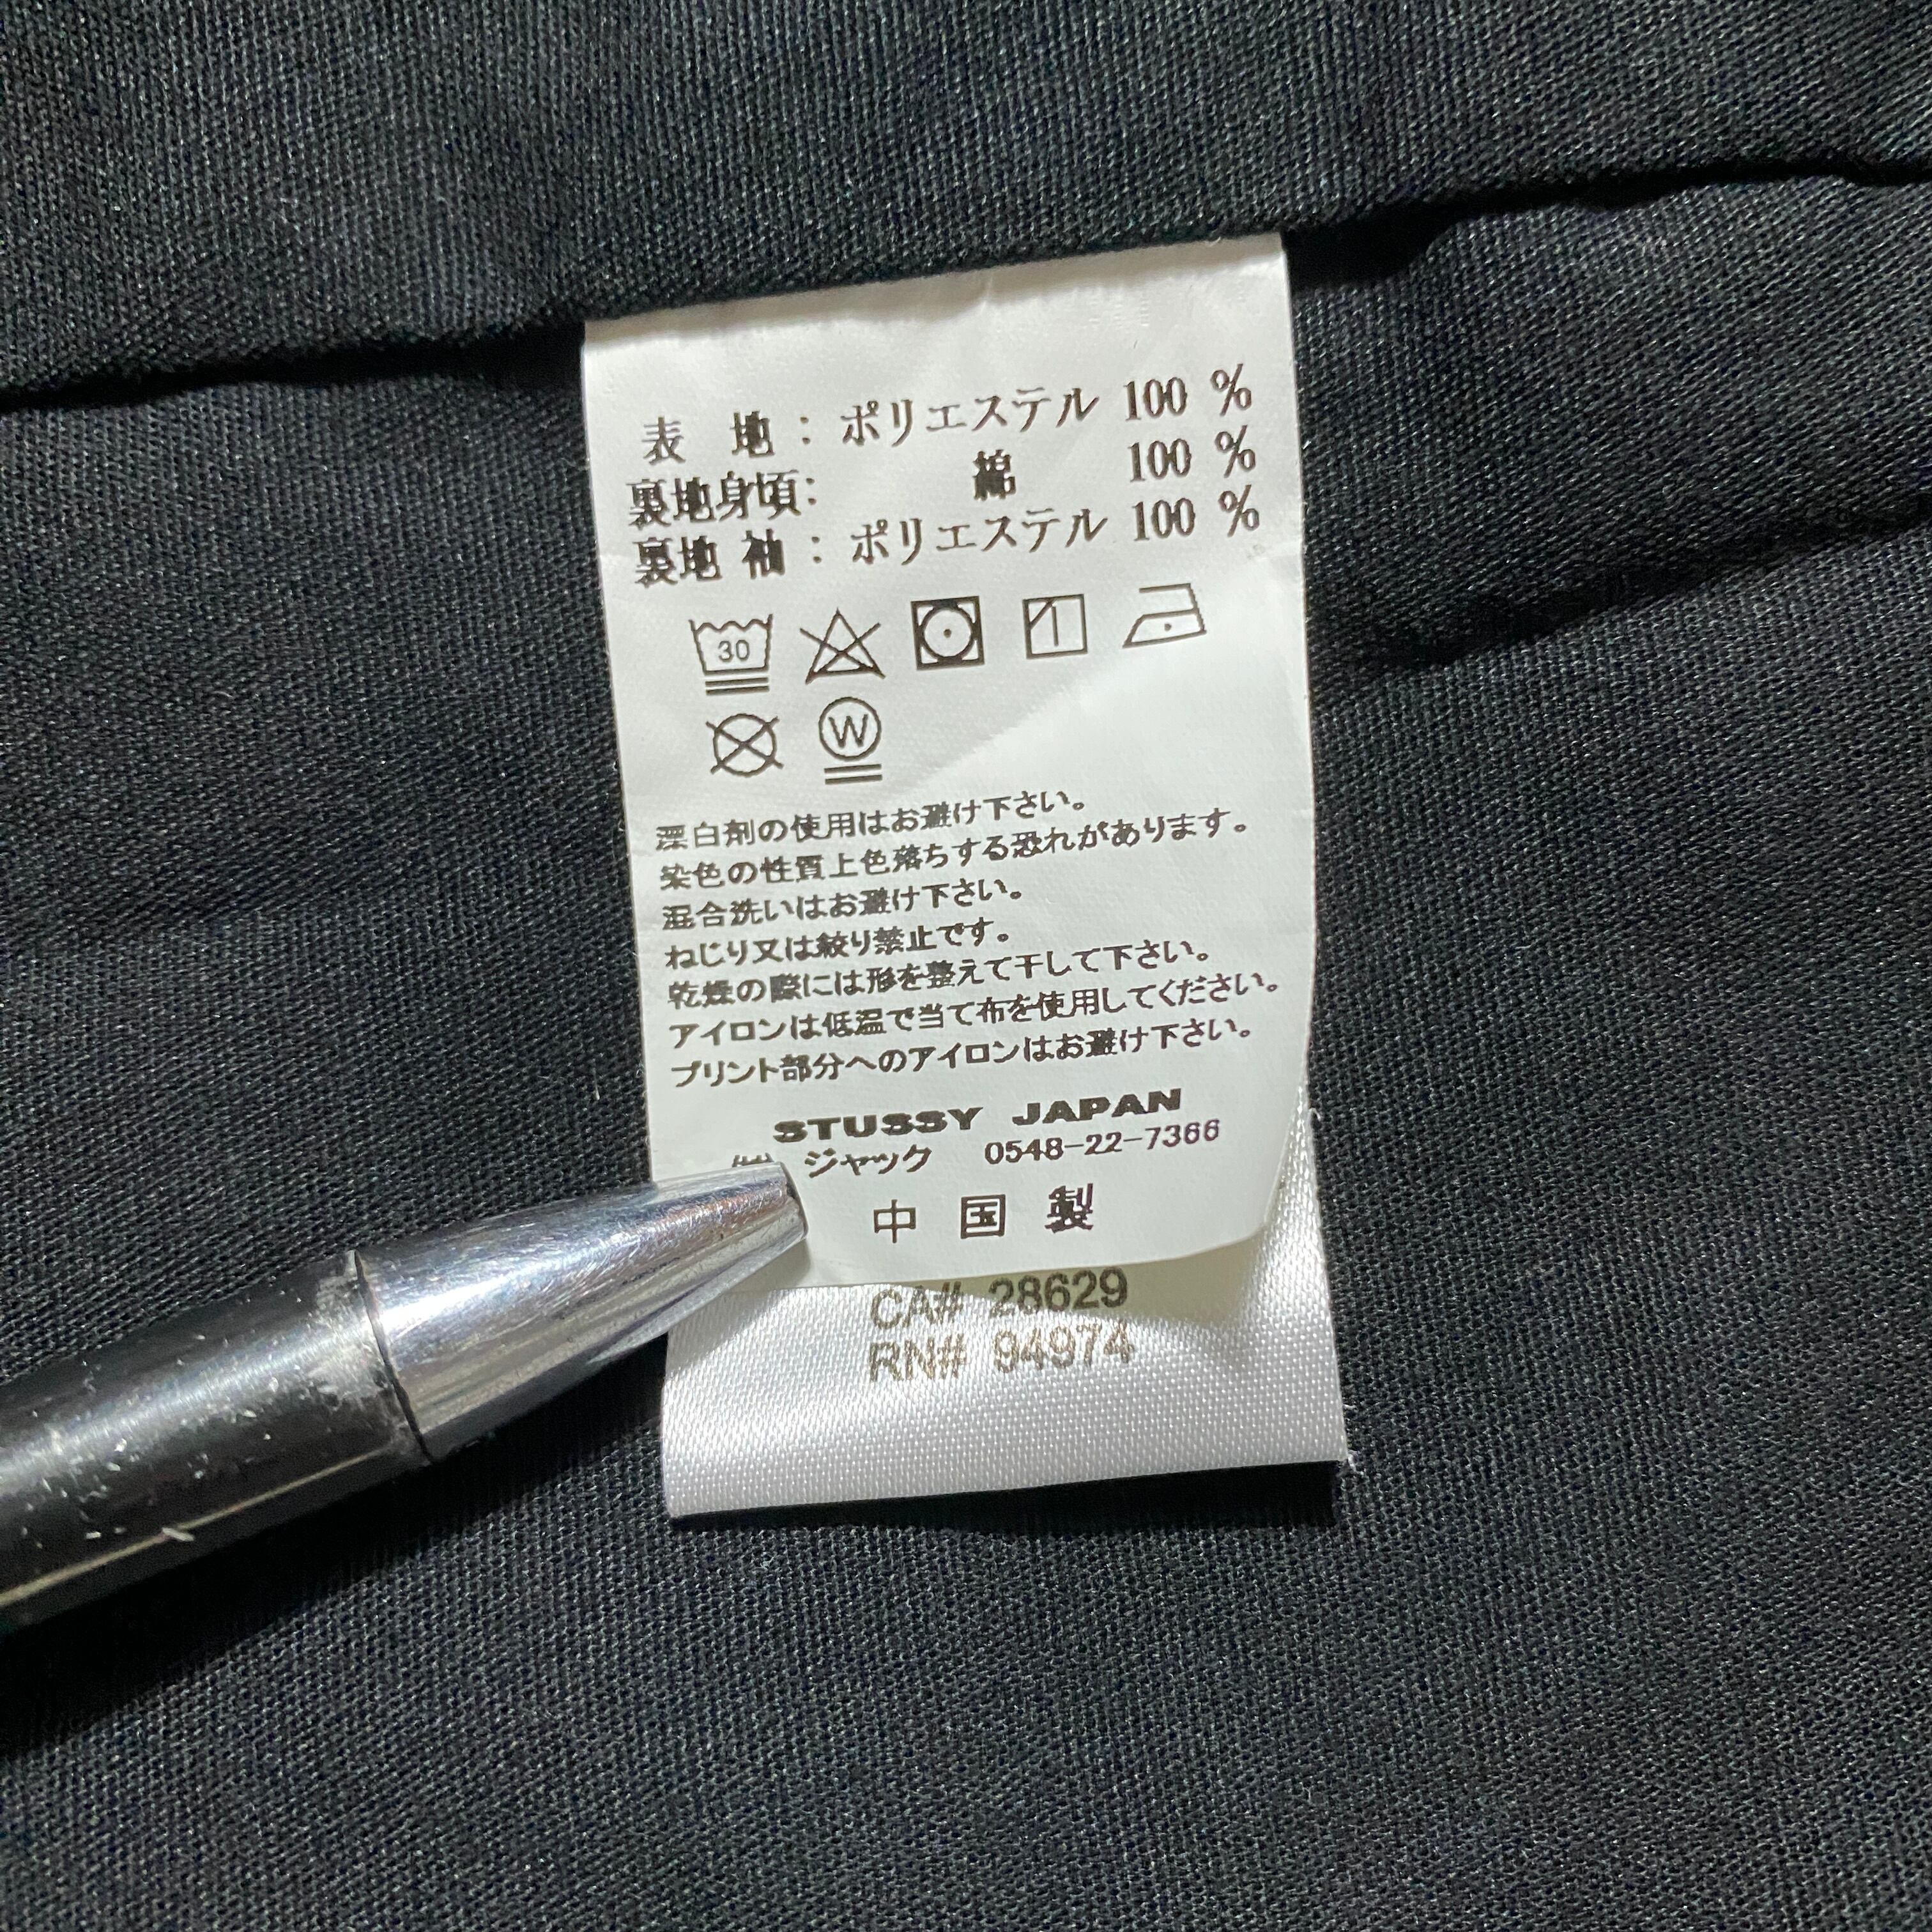 表 地 : ポリエステル 100 %
裏地身頃: 綿 100 %
裏地 袖 : ポリエステル 100 %
30
W
漂白剤の使用はお避け下さい。
染色の性質上色落ちする恐れがあります。
混合洗いはお避け下さい。
ねじり又は絞り禁止です。
乾燥の際には形を整えて干して下さい。
アイロンは低温で当て布を使用してください。
プリント部分へのアイロンはお避け下さい。
STUSSY JAPAN
ジャック 0548-22-7366
中 国 製
CA# 28629
RN# 94974